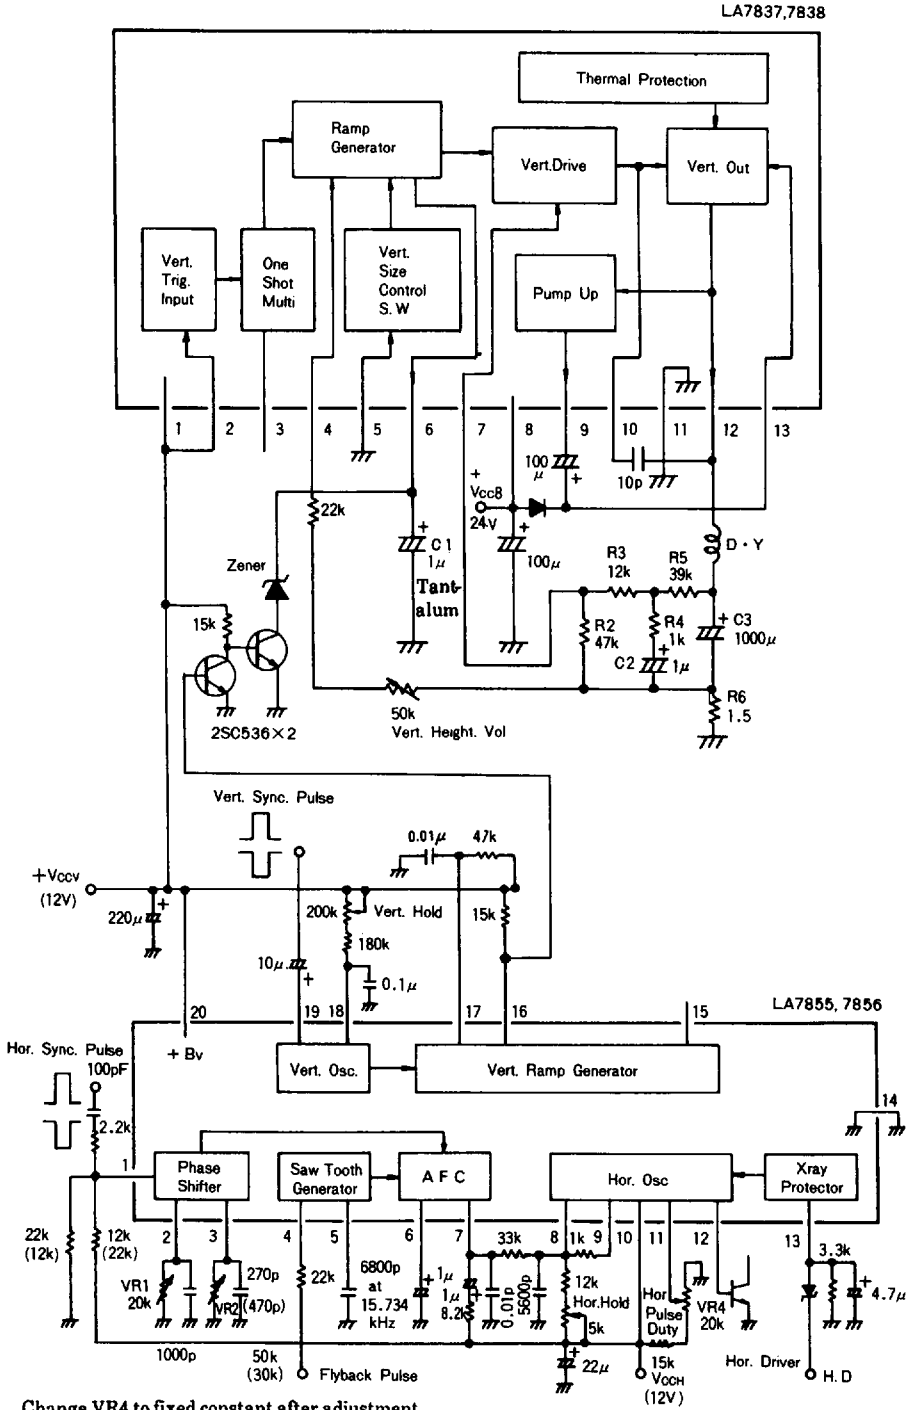 LA7837,7838
Thermal Protection
Ramp
Generator
Vert.Drive
Vert. Out
Vert.
Trig.
Input
One
Shot
Multi
Vert.
Size
Control
S.W
Pump Up
1
2
3
4
5
6
7
8
9
10
11
12
13
100
μ
+
10p
+
Vcc8
24V
22k
+
C1
1μ
Tant-
alum
+
100μ
D·Y
Zener
R3
12k
R5
39k
15k
R2
47k
R4
1k
+
C3
1000μ
C2
+
1μ
2SC536×2
50k
Vert. Height. Vol
R6
1.5
Vert. Sync. Pulse
0.01μ
47k
+Vccv
(12V)
220μ
+
200k
Vert. Hold
15k
180k
10μ
+
0.1μ
20
19
18
17
16
15
LA7855, 7856
Hor. Sync. Pulse
100pF
+ Bv
Vert. Osc.
Vert. Ramp Generator
14
2.2k
1
Phase
Shifter
Saw Tooth
Generator
AFC
Hor. Osc
Xray
Protector
2
3
4
5
6
7
33k
8
1k
9
10
11
12
13
22k
(12k)
12k
(22k)
VR1
20k
VR2
270p
(470p)
22k
6800p
at
15.734
kHz
+
1μ
1μ
+
8.2k
0.01p
5600p
12k
Hor.Hold
5k
Hor
Pulse
Duty
VR4
20k
3.3k
+
4.7μ
1000p
50k
(30k)
Flyback Pulse
+
22μ
15k
VCCH
(12V)
Hor. Driver
H.D
Change VR4 to fixed constant after adjustment